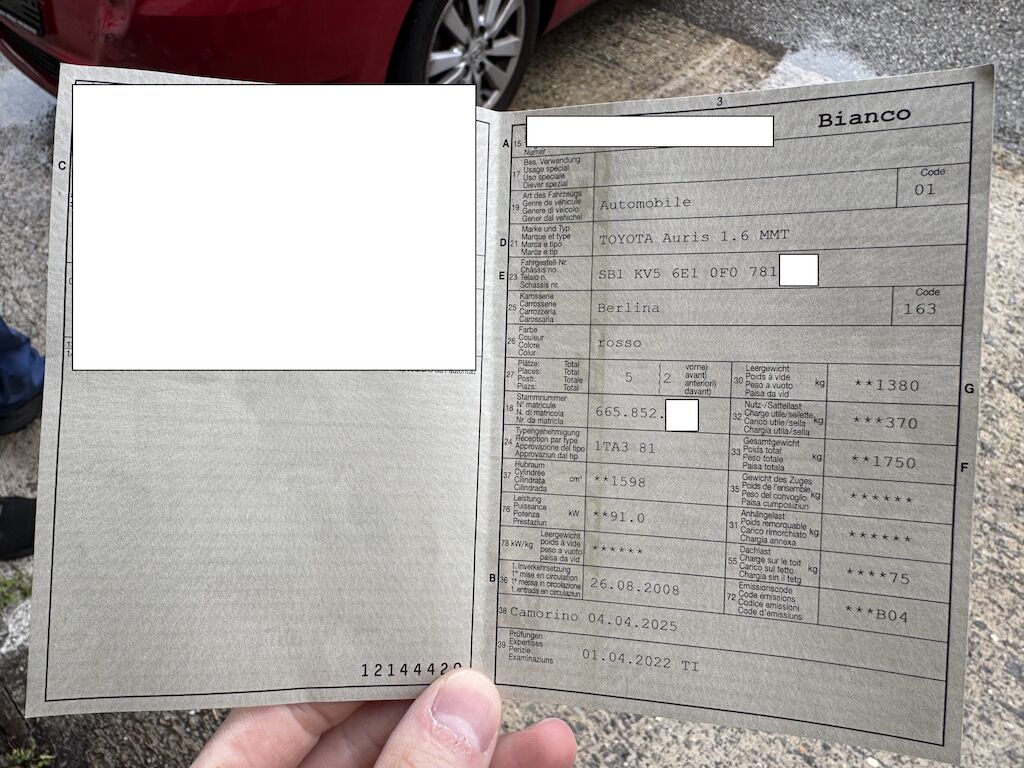 C
12144420
3
Bianco
A 15
Numer
17 Bes. Verwendung
Usage spécial
Uso speciale
Diever spezial
19 Art des Fahrzeugs
Genre de véhicule
Genere di veicolo
Gener dal vehichel
Automobile
Code
01
D 21 Marke und Typ
Marque et type
Marca e tipo
Marca e tip
TOYOTA Auris 1.6 MMT
E 23 Fahrgestell-Nr.
Châssis no
Telaio n.
Schassis nr.
SB1 KV5 6E1 0F0 781
25 Karosserie
Carrosserie
Carrozzeria
Carossaria
Berlina
Code
163
26 Farbe
Couleur
Colore
Colur
rosso
27 Plätze: Total
Places: Total
Posti: Totale
Plazs: Total
5
2
vorne)
avant)
anteriori)
davant)
30 Leergewicht
Poids à vide
Peso a vuoto
Paisa da vid
kg
**1380
G
18 Stammnummer
N° matricule
N. di matricola
Nr. da matricla
665.852.
32 Nutz-/Sattellast
Charge utile/sellette
Carico utile/sella
Chargia utila/sella
kg
***370
24 Typengenehmigung
Réception par type
Approvazione del tipo
Approvaziun dal tip
1TA3 81
33 Gesamtgewicht
Poids total
Peso totale
Paisa totala
kg
**1750
F
37 Hubraum
Cylindrée
Cilindrata
Cilindrada
cm³
**1598
35 Gewicht des Zuges
Poids de l'ensemble
Peso del convoglio
Paisa cumposiziun
kg
******
76 Leistung
Puissance
Potenza
Prestaziun
kW
**91.0
31 Anhängelast
Poids remorquable
Carico rimorchiato
Chargia annexa
kg
******
78 kW/kg
Leergewicht
poids à vide
peso a vuoto
paisa da vid
******
55 Dachlast
Charge sur le toit
Carico sul tetto
Chargia sin il tetg
kg
****75
B 36 1. Inverkehrsetzung
1re mise en circulation
1a messa in circolazione
1. entrada en circulaziun
26.08.2008
72 Emissionscode
Code émissions
Codice emissioni
Code d'emissiuns
***B04
38 Camorino 04.04.2025
39 Prüfungen
Expertises
Perizie
Examinaziuns
01.04.2022 TI